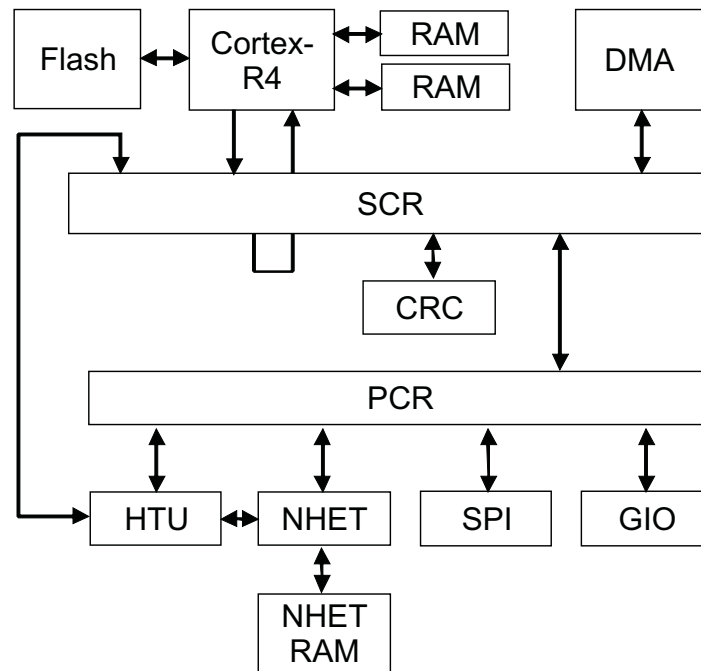 Flash
Cortex-
R4
RAM
RAM
DMA
SCR
CRC
PCR
HTU
NHET
SPI
GIO
NHET
RAM